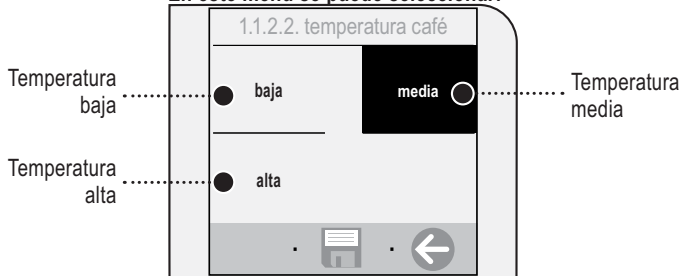 En este menú se puede seleccionar:
1.1.2.2. temperatura café
Temperatura
baja
baja
media
Temperatura
media
Temperatura
alta
alta